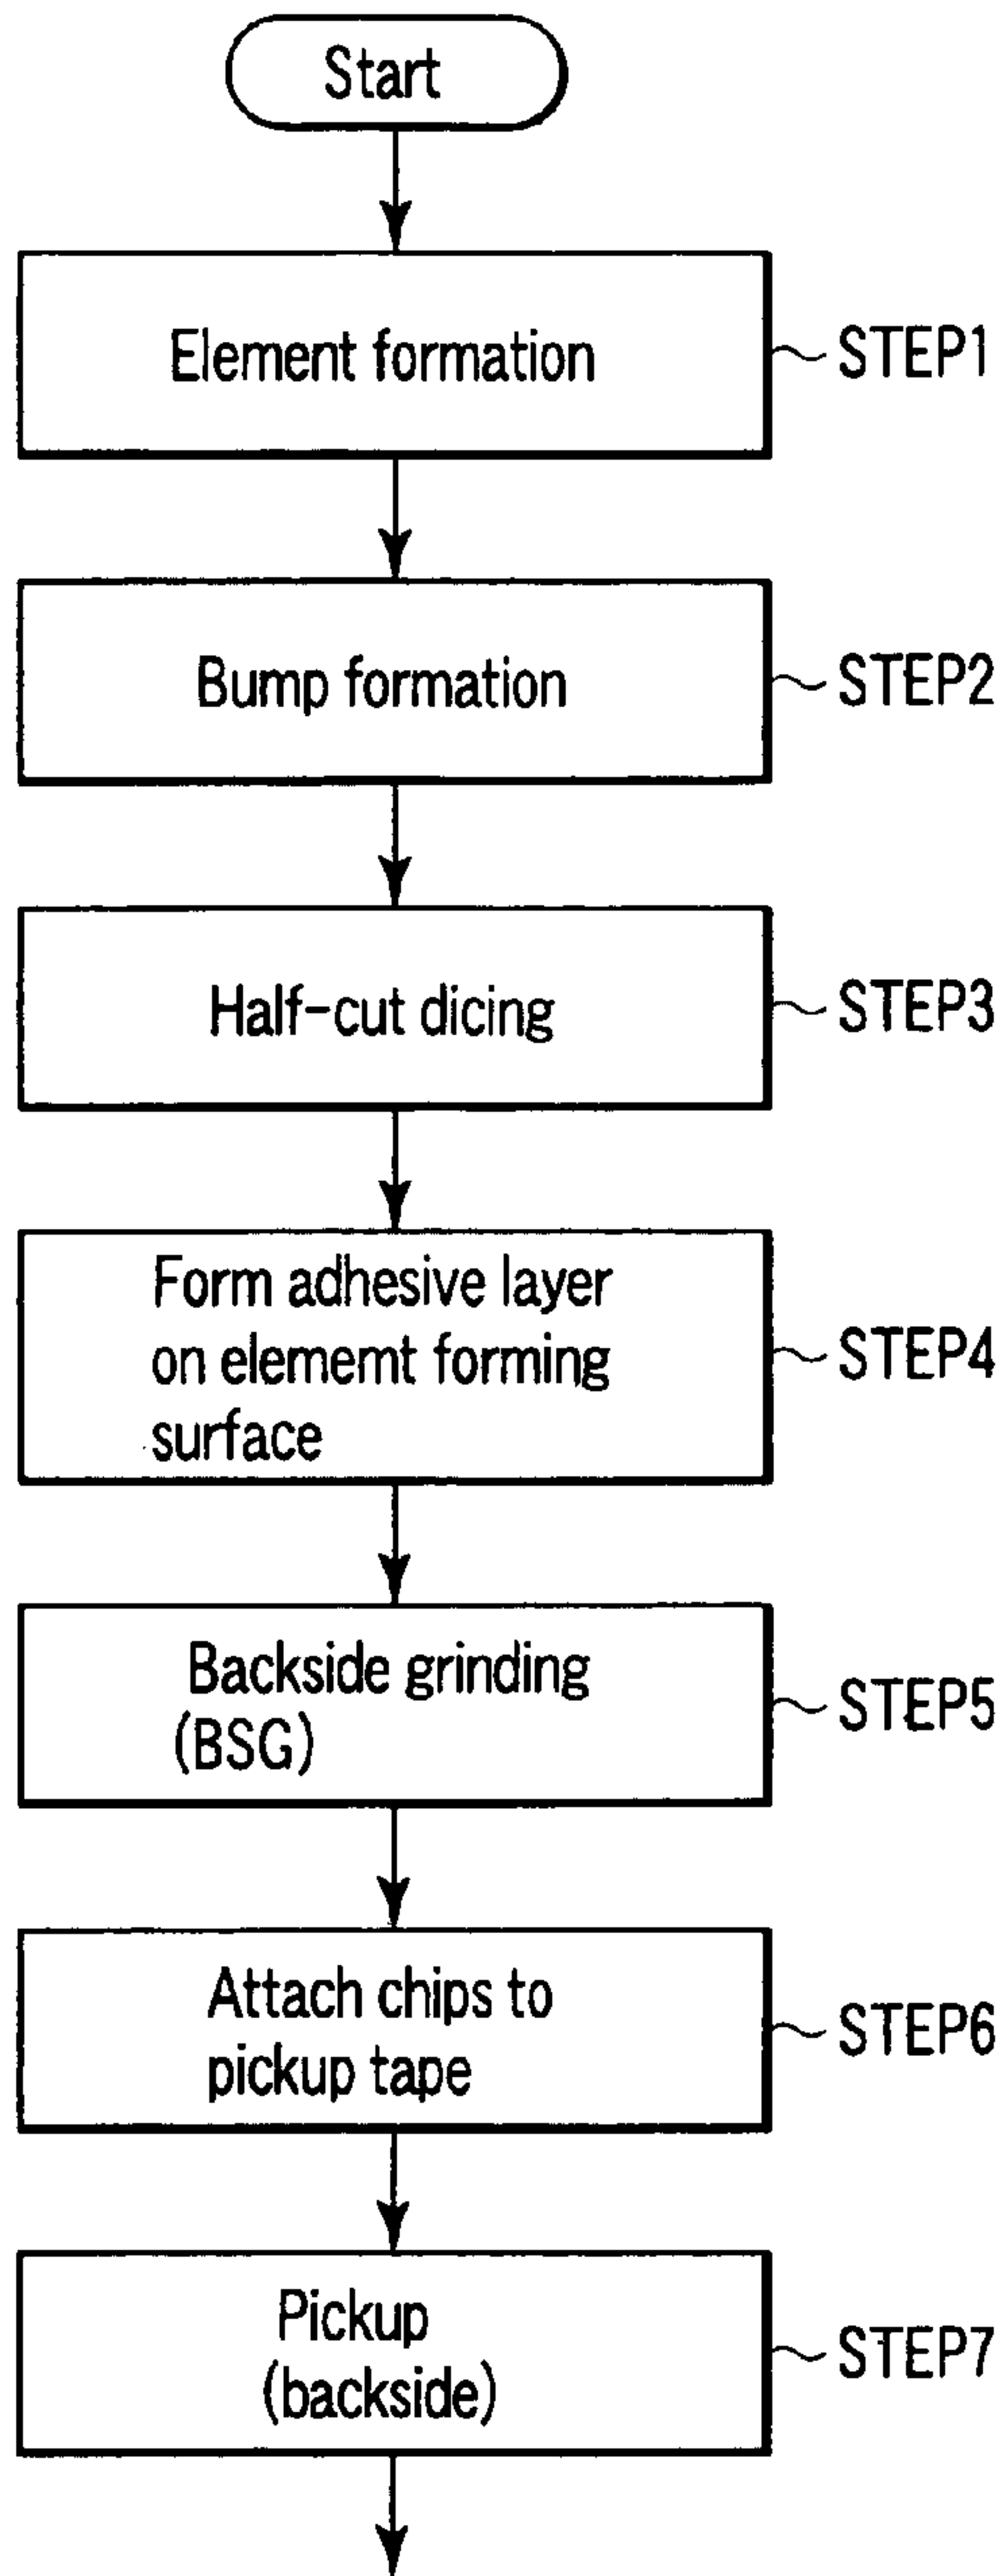 Start
Element formation
STEP1
Bump formation
STEP2
Half-cut dicing
STEP3
Form adhesive layer
on elememt forming
surface
STEP4
Backside grinding
(BSG)
STEP5
Attach chips to
pickup tape
STEP6
Pickup
(backside)
STEP7